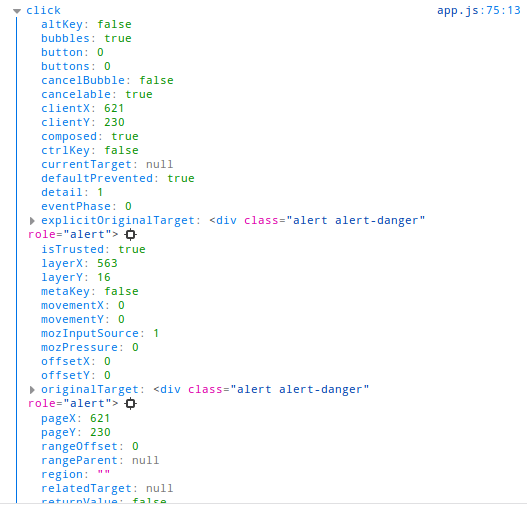 click app.js:75:13
altKey: false
bubbles: true
button: 0
buttons: 0
cancelBubble: false
cancelable: true
clientX: 621
clientY: 230
composed: true
ctrlKey: false
currentTarget: null
defaultPrevented: true
detail: 1
eventPhase: 0
explicitOriginalTarget: <div class="alert alert-danger"
role="alert">
isTrusted: true
layerX: 563
layerY: 16
metaKey: false
movementX: 0
movementY: 0
mozInputSource: 1
mozPressure: 0
offsetX: 0
offsetY: 0
originalTarget: <div class="alert alert-danger"
role="alert">
pageX: 621
pageY: 230
rangeOffset: 0
rangeParent: null
region: ""
relatedTarget: null
returnValue: false